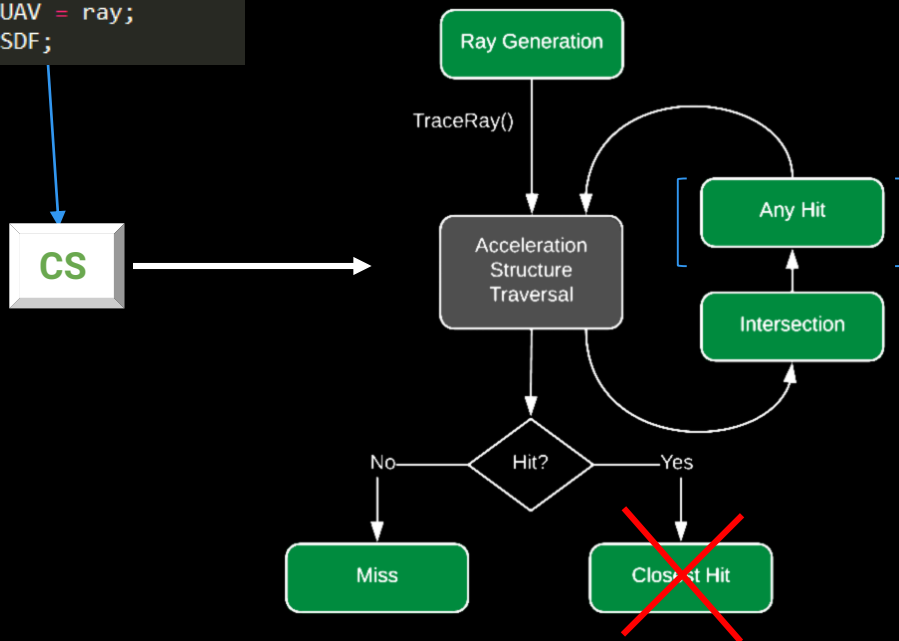 UAV = ray;
SDF;
Ray Generation
TraceRay()
Any Hit
CS
Acceleration
Structure
Traversal
Intersection
No
Hit?
Yes
Miss
Closest Hit